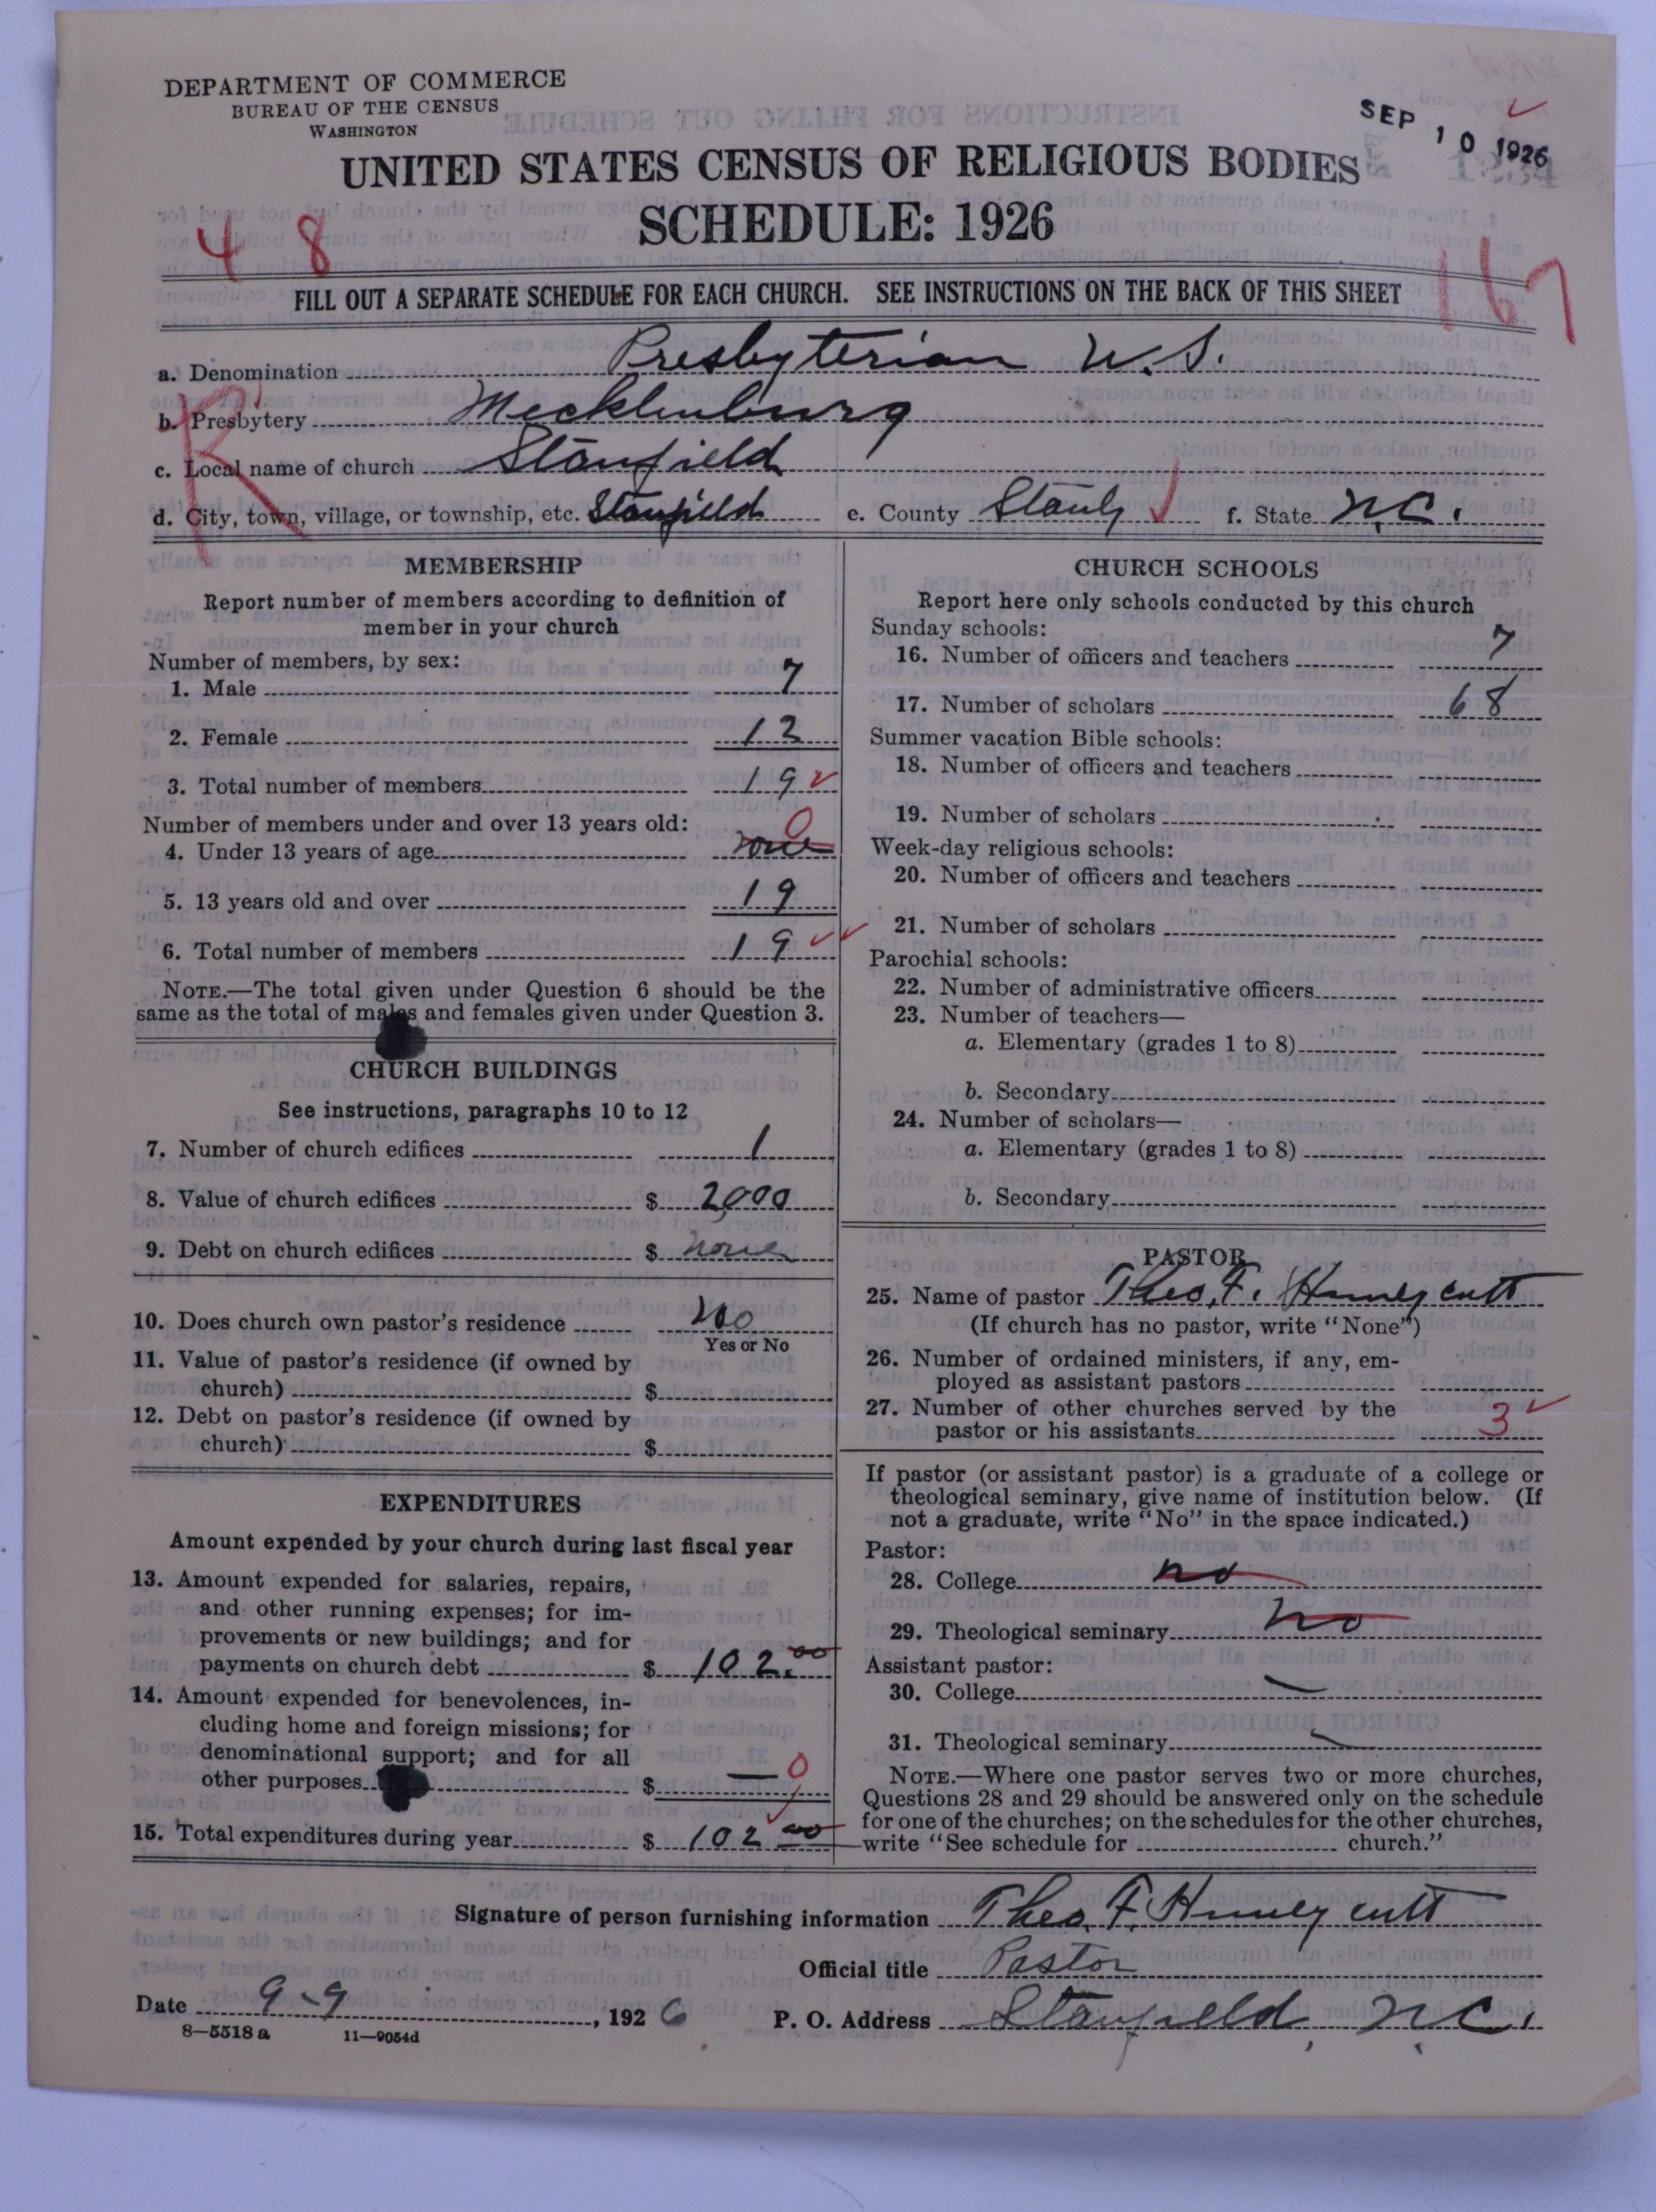 DEPARTMENT OF COMMERCE
BUREAU OF THE CENSUS
WASHINGTON
SEP 10 1926
UNITED STATES CENSUS OF RELIGIOUS BODIES
SCHEDULE: 1926
4 8
167
FILL OUT A SEPARATE SCHEDULE FOR EACH CHURCH. SEE INSTRUCTIONS ON THE BACK OF THIS SHEET
a. Denomination Presbyterian U.S.
b. Presbytery Mecklenburg
c. Local name of church Stanfield
d. City, town, village, or township, etc. Stanfield e. County Stanly f. State N.C.
R
MEMBERSHIP
Report number of members according to definition of
member in your church
Number of members, by sex:
1. Male 7
2. Female 12
3. Total number of members 19
Number of members under and over 13 years old:
4. Under 13 years of age none 0
5. 13 years old and over 19
6. Total number of members 19
NOTE.—The total given under Question 6 should be the
same as the total of males and females given under Question 3.
CHURCH BUILDINGS
See instructions, paragraphs 10 to 12
7. Number of church edifices 1
8. Value of church edifices $ 2,000
9. Debt on church edifices $ none
10. Does church own pastor's residence No
Yes or No
11. Value of pastor's residence (if owned by
church) $
12. Debt on pastor's residence (if owned by
church) $
EXPENDITURES
Amount expended by your church during last fiscal year
13. Amount expended for salaries, repairs,
and other running expenses; for im-
provements or new buildings; and for
payments on church debt $ 102.00
14. Amount expended for benevolences, in-
cluding home and foreign missions; for
denominational support; and for all
other purposes $ — 0
15. Total expenditures during year $ 102 00
CHURCH SCHOOLS
Report here only schools conducted by this church
Sunday schools:
16. Number of officers and teachers 7
17. Number of scholars 68
Summer vacation Bible schools:
18. Number of officers and teachers
19. Number of scholars
Week-day religious schools:
20. Number of officers and teachers
21. Number of scholars
Parochial schools:
22. Number of administrative officers
23. Number of teachers—
a. Elementary (grades 1 to 8)
b. Secondary
24. Number of scholars—
a. Elementary (grades 1 to 8)
b. Secondary
PASTOR
25. Name of pastor Theo. F. Huneycutt
(If church has no pastor, write "None")
26. Number of ordained ministers, if any, em-
ployed as assistant pastors
27. Number of other churches served by the
pastor or his assistants 3
If pastor (or assistant pastor) is a graduate of a college or
theological seminary, give name of institution below. (If
not a graduate, write "No" in the space indicated.)
Pastor:
28. College no
29. Theological seminary no
Assistant pastor:
30. College —
31. Theological seminary —
NOTE.—Where one pastor serves two or more churches,
Questions 28 and 29 should be answered only on the schedule
for one of the churches; on the schedules for the other churches,
write "See schedule for church."
Signature of person furnishing information Theo. F. Huneycutt
Official title Pastor
Date 9-9, 1926 P. O. Address Stanfield, N.C.
8—5518 a 11—9054d